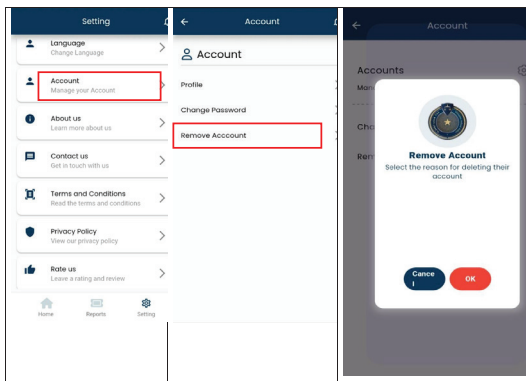 Setting
Language
Change Language
Account
Manage your Account
About us
Learn more about us
Contact us
Get in touch with us
Terms and Conditions
Read the terms and conditions
Privacy Policy
View our privacy policy
Rate us
Leave a rating and review
Home
Reports
Setting
Account
Account
Profile
Change Password
Remove Acccount
Account
Accounts
Man
Cha
Rem
Remove Account
Select the reason for deleting their
account
Cance
l
OK